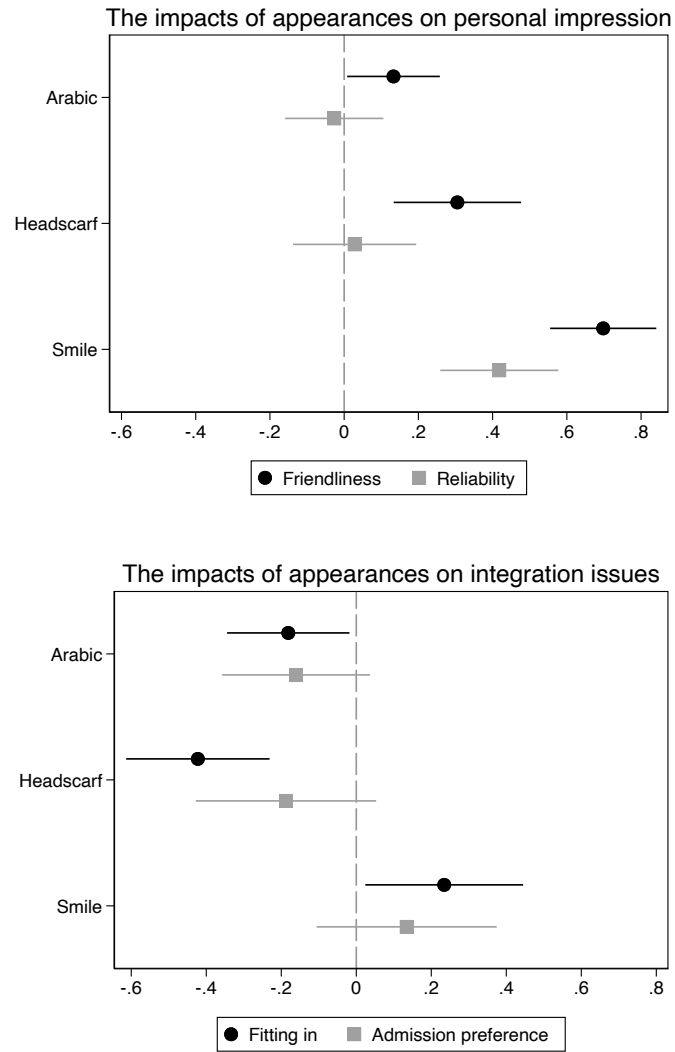 The impacts of appearances on personal impression
Arabic
Headscarf
Smile
-.6 -.4 -.2 0 .2 .4 .6 .8
Friendliness Reliability
The impacts of appearances on integration issues
Arabic
Headscarf
Smile
-.6 -.4 -.2 0 .2 .4 .6 .8
Fitting in Admission preference